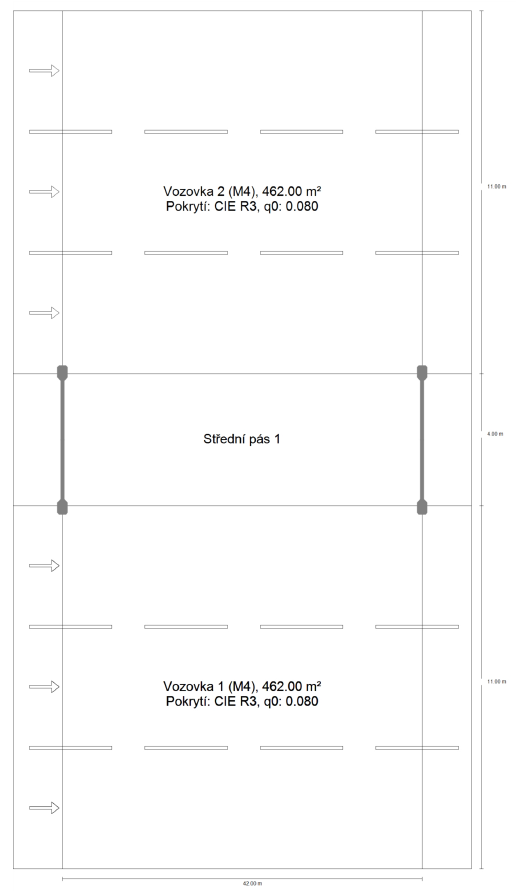 Vozovka 2 (M4), 462.00 m²
Pokrytí: CIE R3, q0: 0.080
11.00 m
Střední pás 1
4.00 m
Vozovka 1 (M4), 462.00 m²
Pokrytí: CIE R3, q0: 0.080
11.00 m
42.00 m